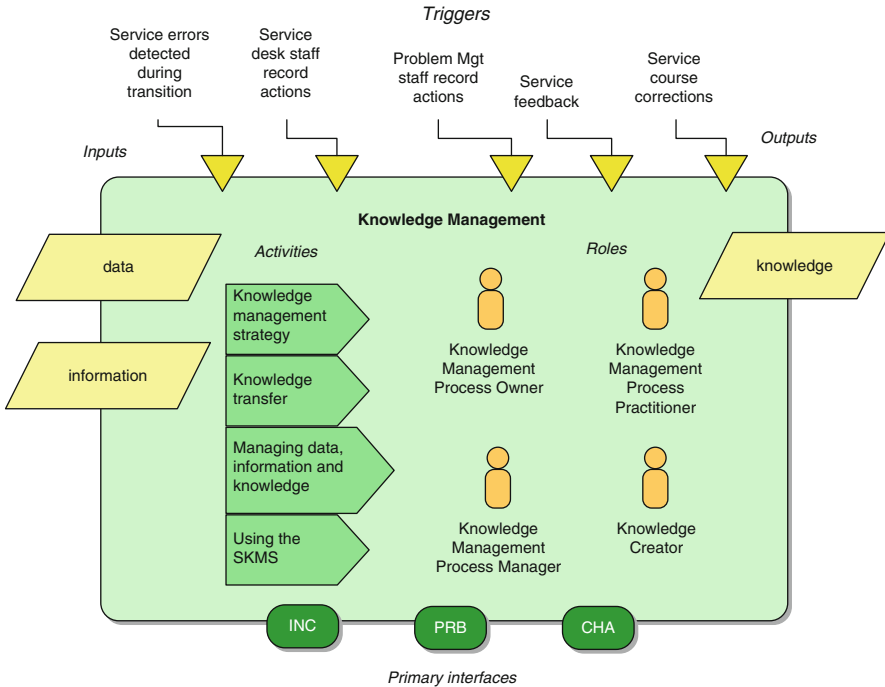 Triggers
Service errors
detected
during
transition
Service
desk staff
record
actions
Problem Mgt
staff record
actions
Service
feedback
Service
course
corrections
Inputs
Outputs
Knowledge Management
data
information
Activities
Knowledge
management
strategy
Knowledge
transfer
Managing data,
information and
knowledge
Using the
SKMS
Roles
Knowledge
Management
Process Owner
Knowledge
Management
Process
Practitioner
Knowledge
Management
Process Manager
Knowledge
Creator
knowledge
INC
PRB
CHA
Primary interfaces